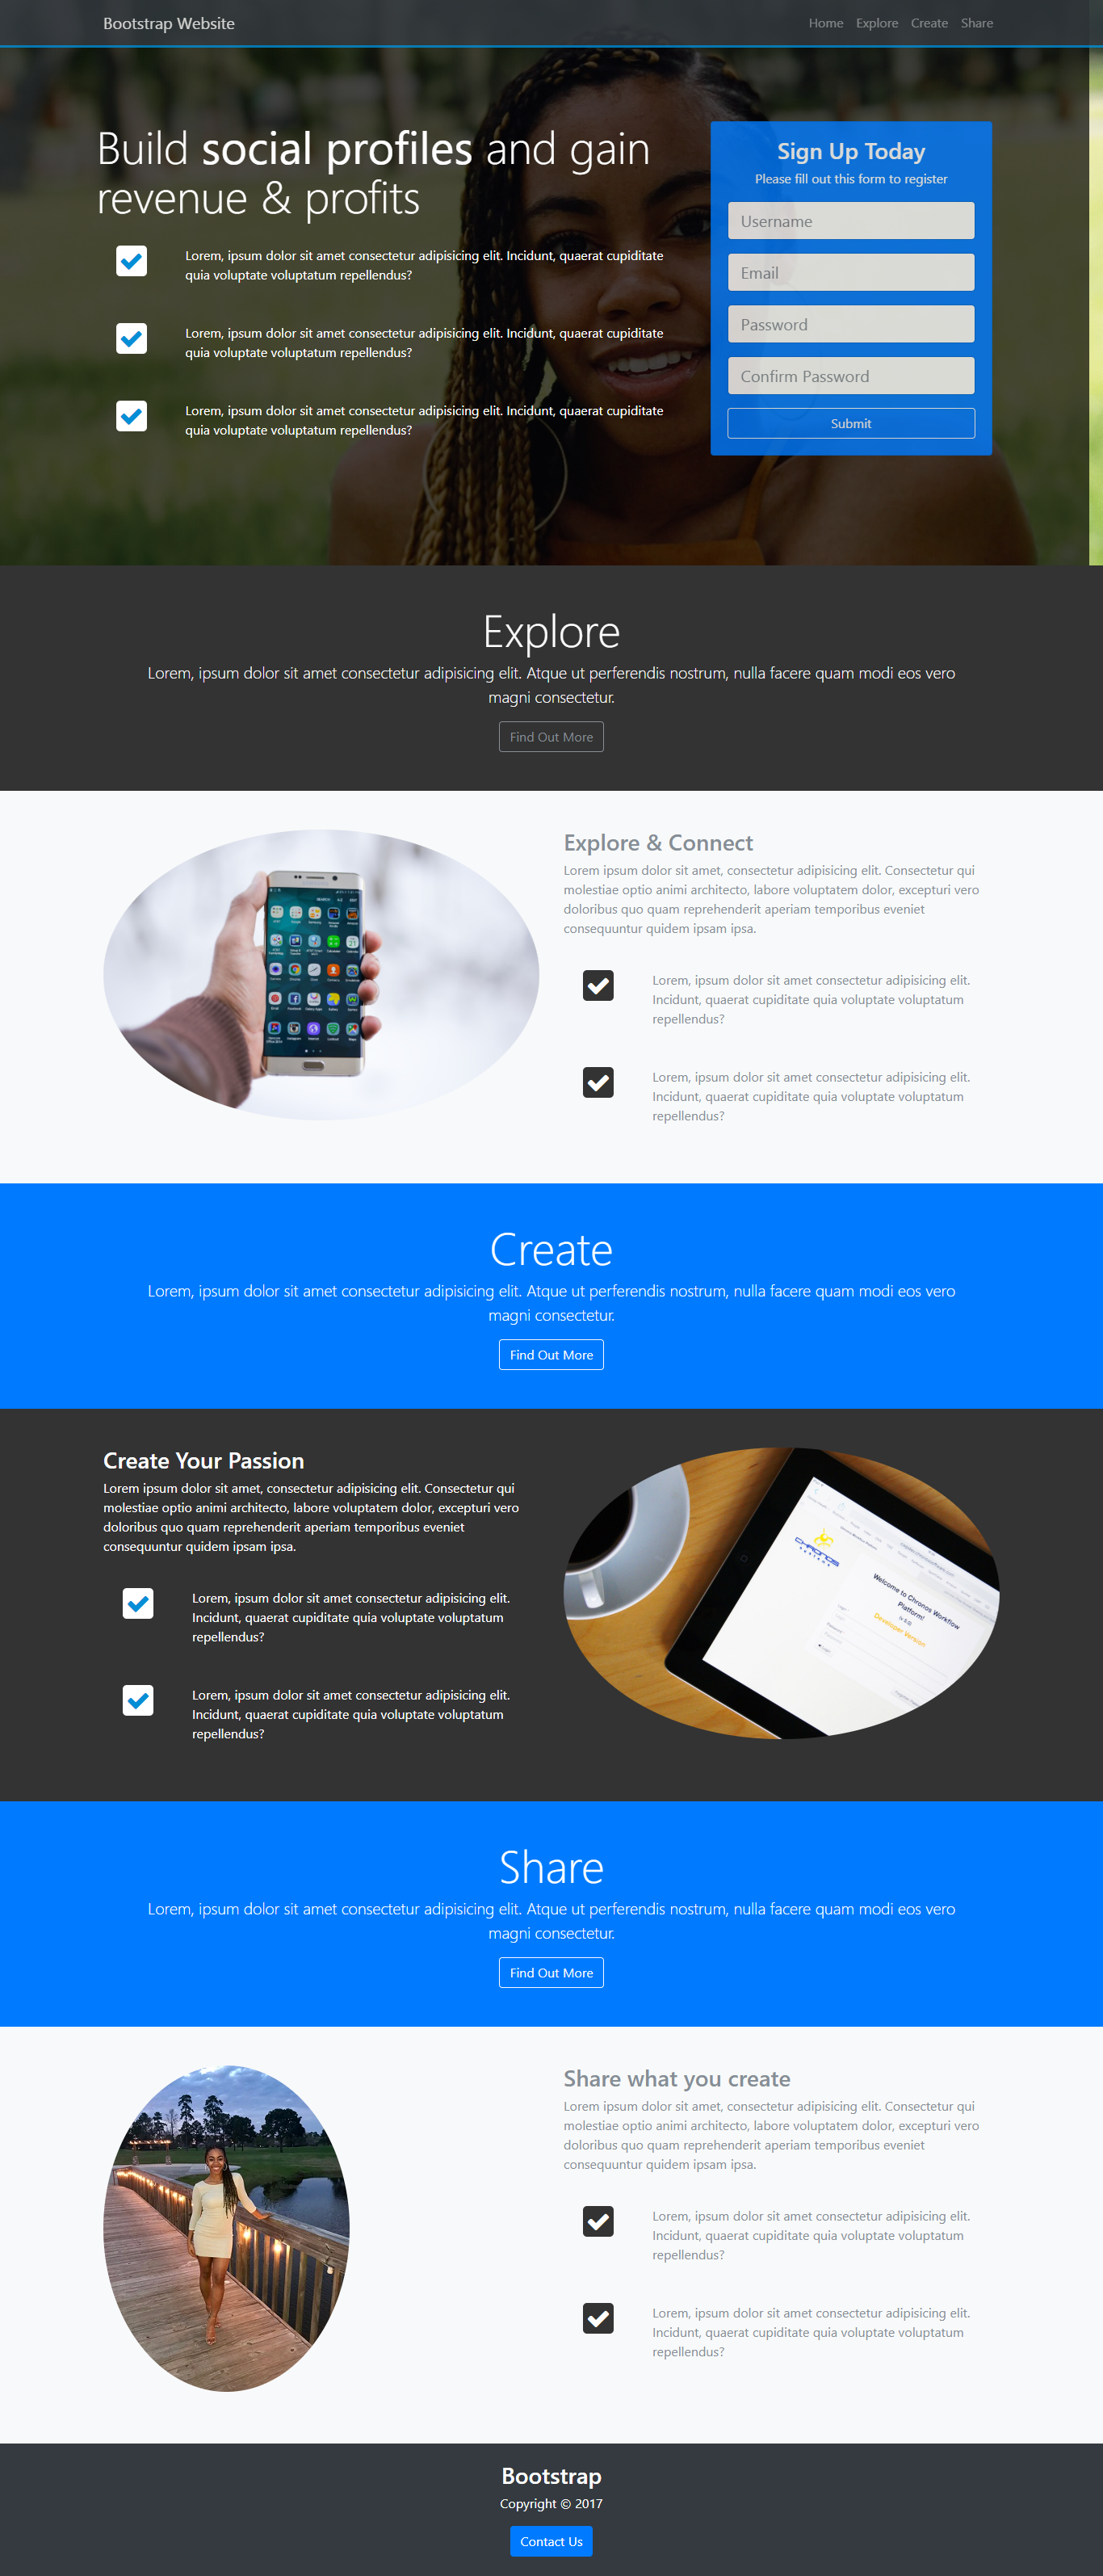 Bootstrap Website
Home Explore Create Share
Build social profiles and gain
revenue & profits
Lorem, ipsum dolor sit amet consectetur adipisicing elit. Incidunt, quaerat cupiditate
quia voluptate voluptatum repellendus?
Lorem, ipsum dolor sit amet consectetur adipisicing elit. Incidunt, quaerat cupiditate
quia voluptate voluptatum repellendus?
Lorem, ipsum dolor sit amet consectetur adipisicing elit. Incidunt, quaerat cupiditate
quia voluptate voluptatum repellendus?
Sign Up Today
Please fill out this form to register
Username
Email
Password
Confirm Password
Submit
Explore
Lorem, ipsum dolor sit amet consectetur adipisicing elit. Atque ut perferendis nostrum, nulla facere quam modi eos vero
magni consectetur.
Find Out More
Explore & Connect
Lorem ipsum dolor sit amet, consectetur adipisicing elit. Consectetur qui
molestiae optio animi architecto, labore voluptatem dolor, excepturi vero
doloribus quo quam reprehenderit aperiam temporibus eveniet
consequuntur quidem ipsam ipsa.
Lorem, ipsum dolor sit amet consectetur adipisicing elit.
Incidunt, quaerat cupiditate quia voluptate voluptatum
repellendus?
Lorem, ipsum dolor sit amet consectetur adipisicing elit.
Incidunt, quaerat cupiditate quia voluptate voluptatum
repellendus?
Create
Lorem, ipsum dolor sit amet consectetur adipisicing elit. Atque ut perferendis nostrum, nulla facere quam modi eos vero
magni consectetur.
Find Out More
Create Your Passion
Lorem ipsum dolor sit amet, consectetur adipisicing elit. Consectetur qui
molestiae optio animi architecto, labore voluptatem dolor, excepturi vero
doloribus quo quam reprehenderit aperiam temporibus eveniet
consequuntur quidem ipsam ipsa.
Lorem, ipsum dolor sit amet consectetur adipisicing elit.
Incidunt, quaerat cupiditate quia voluptate voluptatum
repellendus?
Lorem, ipsum dolor sit amet consectetur adipisicing elit.
Incidunt, quaerat cupiditate quia voluptate voluptatum
repellendus?
CHRONOS
Welcome to Chronos Workflow
Platform!
Developer Version
Share
Lorem, ipsum dolor sit amet consectetur adipisicing elit. Atque ut perferendis nostrum, nulla facere quam modi eos vero
magni consectetur.
Find Out More
Share what you create
Lorem ipsum dolor sit amet, consectetur adipisicing elit. Consectetur qui
molestiae optio animi architecto, labore voluptatem dolor, excepturi vero
doloribus quo quam reprehenderit aperiam temporibus eveniet
consequuntur quidem ipsam ipsa.
Lorem, ipsum dolor sit amet consectetur adipisicing elit.
Incidunt, quaerat cupiditate quia voluptate voluptatum
repellendus?
Lorem, ipsum dolor sit amet consectetur adipisicing elit.
Incidunt, quaerat cupiditate quia voluptate voluptatum
repellendus?
Bootstrap
Copyright © 2017
Contact Us